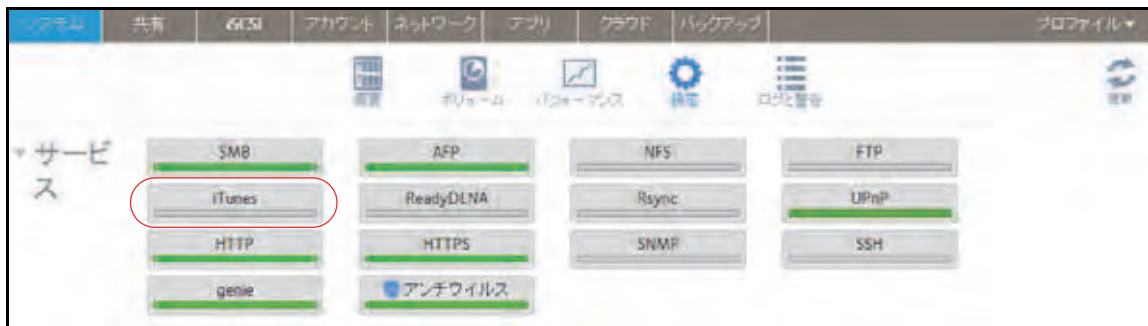 システム 共有 iSCSI アカウント ネットワーク アプリ クラウド バックアップ プロファイル
概要 ボリューム パフォーマンス 設定 ログと警告 更新
サービス
SMB AFP NFS FTP
iTunes ReadyDLNA Rsync UPnP
HTTP HTTPS SNMP SSH
genie アンチウイルス